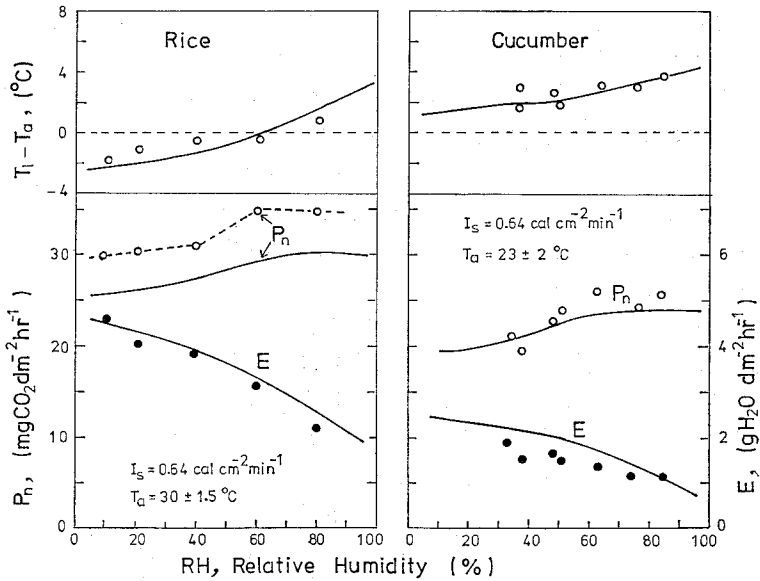 Rice
Cucumber
8
4
0
-4
T_l - T_a, (°C)
30
20
10
0
P_n, (mgCO_2 dm^-2 hr^-1)
P_n
E
I_s = 0.64 cal cm^-2 min^-1
T_a = 30 ± 1.5 °C
I_s = 0.64 cal cm^-2 min^-1
T_a = 23 ± 2 °C
P_n
E
6
4
2
0
E, (gH_2O dm^-2 hr^-1)
0 20 40 60 80 100
0 20 40 60 80 100
RH, Relative Humidity (%)